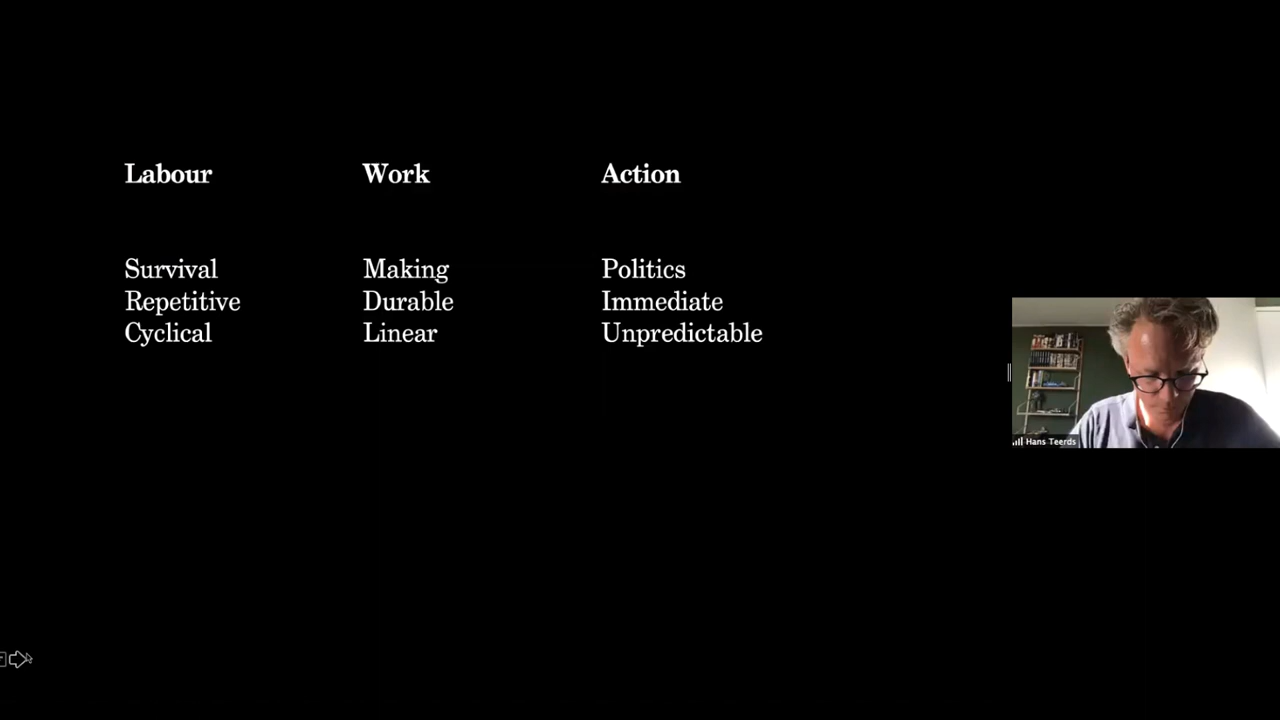 Labour Work Action
Survival Making Politics
Repetitive Durable Immediate
Cyclical Linear Unpredictable
Hans Teerds